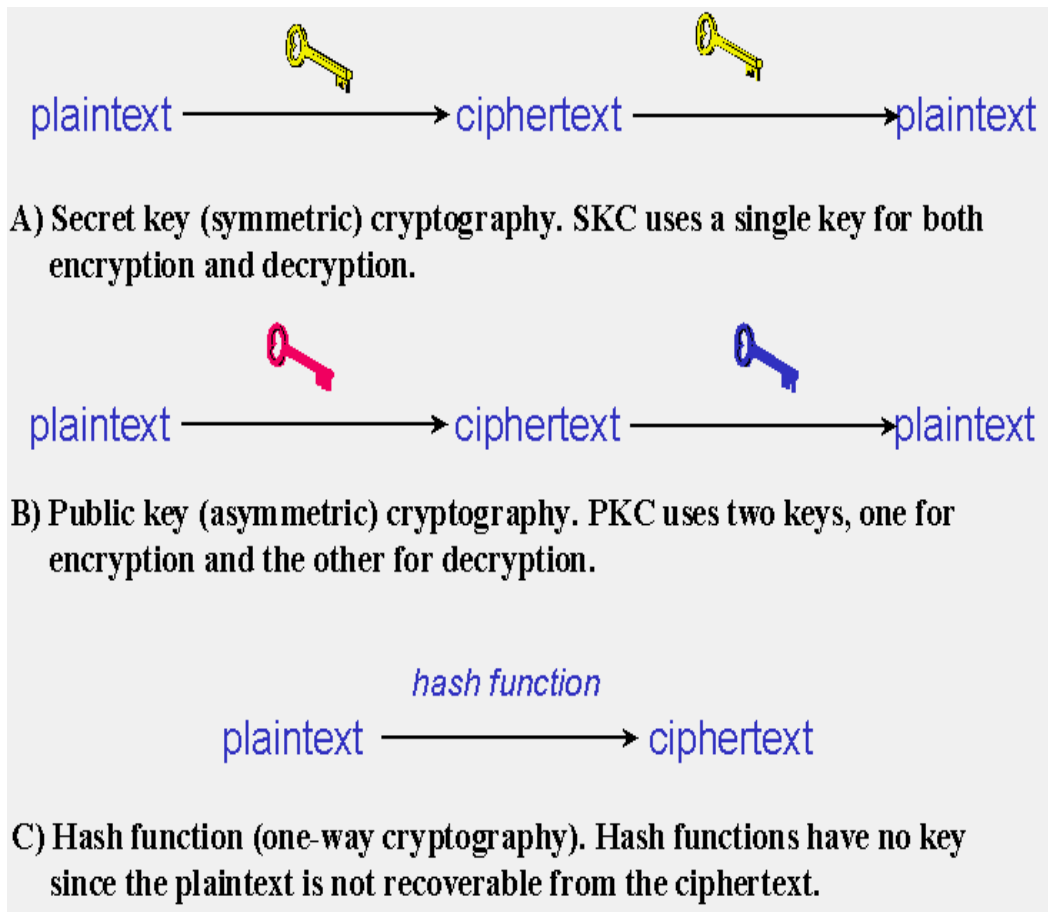 plaintext ciphertext plaintext
A) Secret key (symmetric) cryptography. SKC uses a single key for both
encryption and decryption.
plaintext ciphertext plaintext
B) Public key (asymmetric) cryptography. PKC uses two keys, one for
encryption and the other for decryption.
hash function
plaintext ciphertext
C) Hash function (one-way cryptography). Hash functions have no key
since the plaintext is not recoverable from the ciphertext.